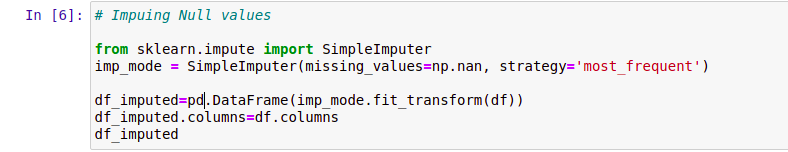 In [6]: # Impuing Null values
from sklearn.impute import SimpleImputer
imp_mode = SimpleImputer(missing_values=np.nan, strategy='most_frequent')
df_imputed=pd.DataFrame(imp_mode.fit_transform(df))
df_imputed.columns=df.columns
df_imputed